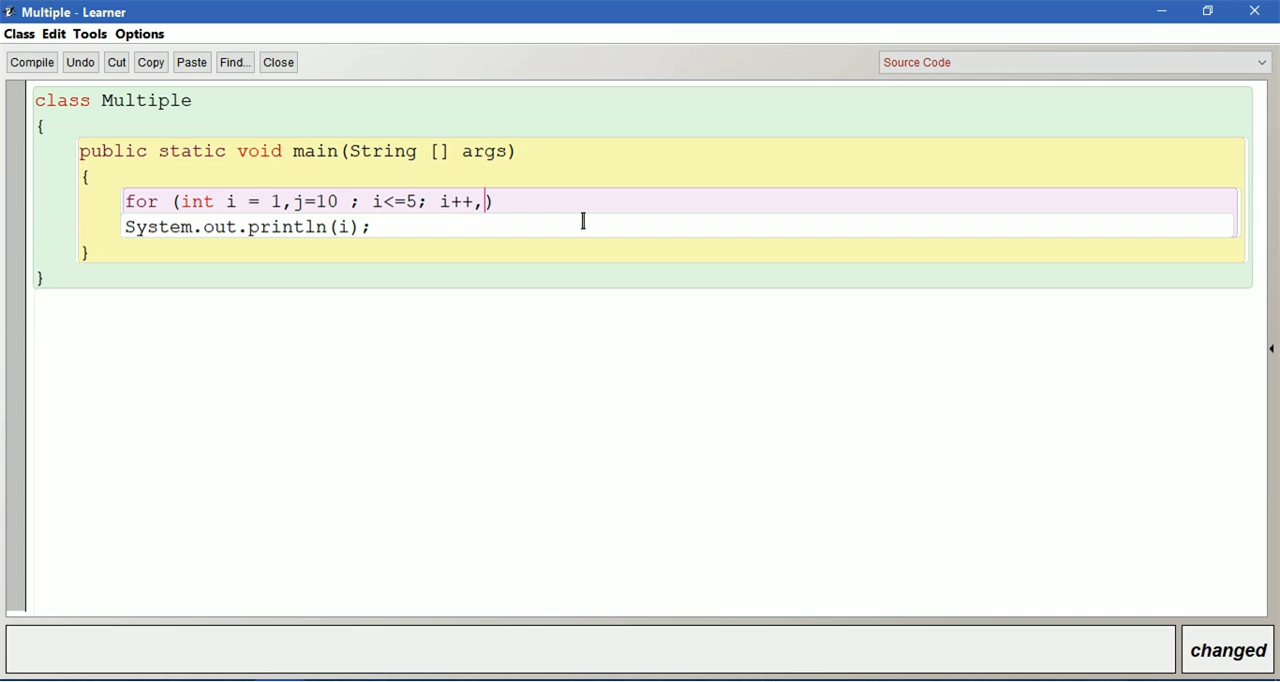 Multiple - Learner
Class Edit Tools Options
Compile Undo Cut Copy Paste Find... Close Source Code
class Multiple
{
public static void main(String [] args)
{
for (int i = 1,j=10 ; i<=5; i++,)
System.out.println(i);
}
}
changed